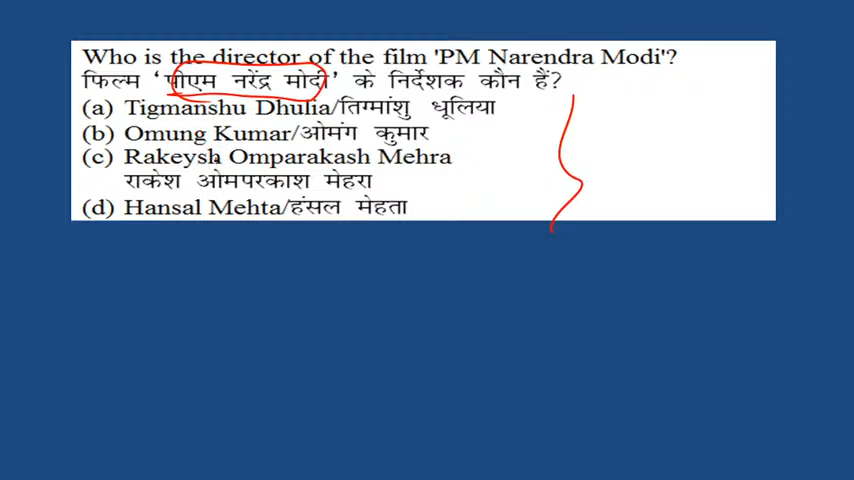 Who is the director of the film 'PM Narendra Modi'?
फिल्म 'पीएम नरेंद्र मोदी' के निर्देशक कौन हैं?
(a) Tigmanshu Dhulia/तिग्मांशु धूलिया
(b) Omung Kumar/ओमंग कुमार
(c) Rakeysh Omparakash Mehra
राकेश ओमपरकाश मेहरा
(d) Hansal Mehta/हंसल मेहता